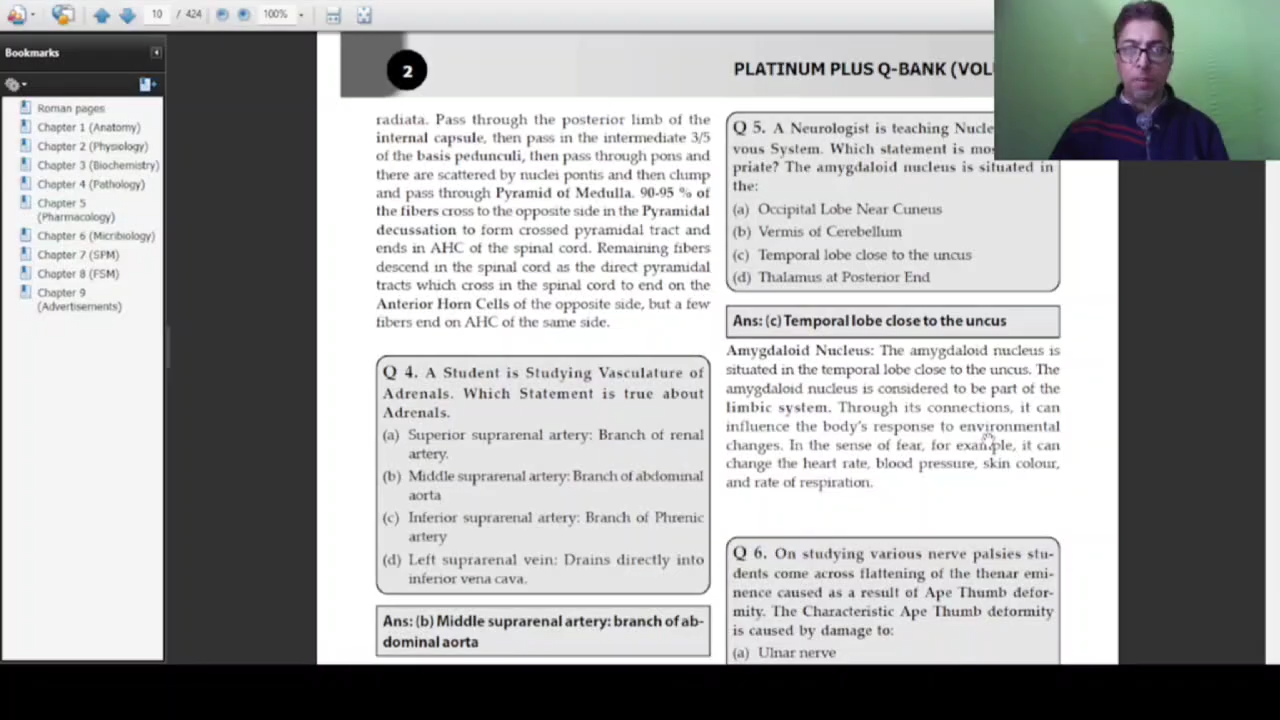 10 / 424 100%
Bookmarks
Roman pages
Chapter 1 (Anatomy)
Chapter 2 (Physiology)
Chapter 3 (Biochemistry)
Chapter 4 (Pathology)
Chapter 5
(Pharmacology)
Chapter 6 (Micribiology)
Chapter 7 (SPM)
Chapter 8 (FSM)
Chapter 9
(Advertisements)
2
PLATINUM PLUS Q-BANK (VOL
radiata. Pass through the posterior limb of the
internal capsule, then pass in the intermediate 3/5
of the basis pedunculi, then pass through pons and
there are scattered by nuclei pontis and then clump
and pass through Pyramid of Medulla. 90-95 % of
the fibers cross to the opposite side in the Pyramidal
decussation to form crossed pyramidal tract and
ends in AHC of the spinal cord. Remaining fibers
descend in the spinal cord as the direct pyramidal
tracts which cross in the spinal cord to end on the
Anterior Horn Cells of the opposite side, but a few
fibers end on AHC of the same side.
Q 4. A Student is Studying Vasculature of
Adrenals. Which Statement is true about
Adrenals.
(a) Superior suprarenal artery: Branch of renal
artery.
(b) Middle suprarenal artery: Branch of abdominal
aorta
(c) Inferior suprarenal artery: Branch of Phrenic
artery
(d) Left suprarenal vein: Drains directly into
inferior vena cava.
Ans: (b) Middle suprarenal artery: branch of ab-
dominal aorta
Q 5. A Neurologist is teaching Nucle
vous System. Which statement is mos
priate? The amygdaloid nucleus is situated in
the:
(a) Occipital Lobe Near Cuneus
(b) Vermis of Cerebellum
(c) Temporal lobe close to the uncus
(d) Thalamus at Posterior End
Ans: (c) Temporal lobe close to the uncus
Amygdaloid Nucleus: The amygdaloid nucleus is
situated in the temporal lobe close to the uncus. The
amygdaloid nucleus is considered to be part of the
limbic system. Through its connections, it can
influence the body's response to environmental
changes. In the sense of fear, for example, it can
change the heart rate, blood pressure, skin colour,
and rate of respiration.
Q 6. On studying various nerve palsies stu-
dents come across flattening of the thenar emi-
nence caused as a result of Ape Thumb defor-
mity. The Characteristic Ape Thumb deformity
is caused by damage to:
(a) Ulnar nerve